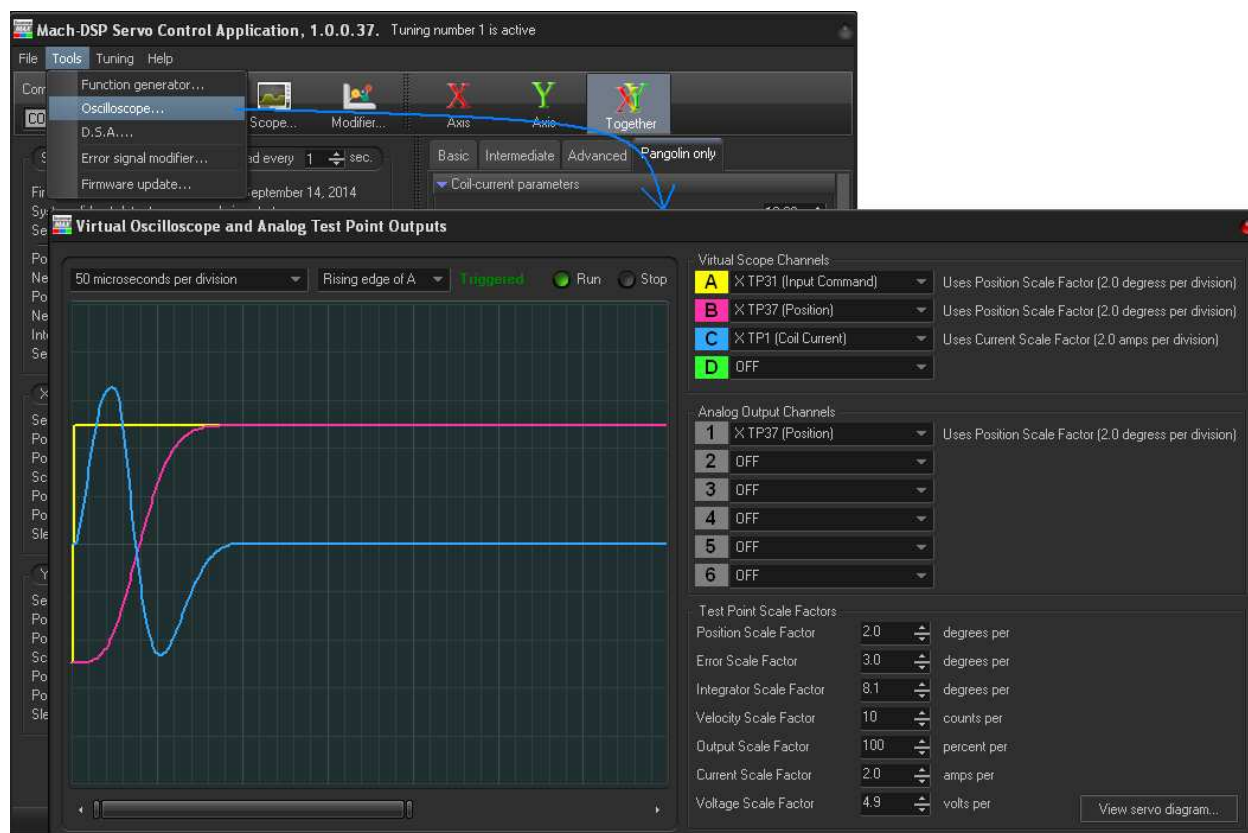 Mach-DSP Servo Control Application, 1.0.0.37. Tuning number 1 is active
File Tools Tuning Help
Function generator...
Oscilloscope...
D.S.A....
Error signal modifier...
Firmware update...
Scope... Modifier... Axis Axis Together
every 1 sec.
September 14, 2014
Basic Intermediate Advanced Pangolin only
Coil-current parameters
Virtual Oscilloscope and Analog Test Point Outputs
50 microseconds per division Rising edge of A Triggered Run Stop
Virtual Scope Channels
A X TP31 (Input Command) Uses Position Scale Factor (2.0 degress per division)
B X TP37 (Position) Uses Position Scale Factor (2.0 degress per division)
C X TP1 (Coil Current) Uses Current Scale Factor (2.0 amps per division)
D OFF
Analog Output Channels
1 X TP37 (Position) Uses Position Scale Factor (2.0 degress per division)
2 OFF
3 OFF
4 OFF
5 OFF
6 OFF
Test Point Scale Factors
Position Scale Factor 2.0 degrees per
Error Scale Factor 3.0 degrees per
Integrator Scale Factor 8.1 degrees per
Velocity Scale Factor 10 counts per
Output Scale Factor 100 percent per
Current Scale Factor 2.0 amps per
Voltage Scale Factor 4.9 volts per
View servo diagram...